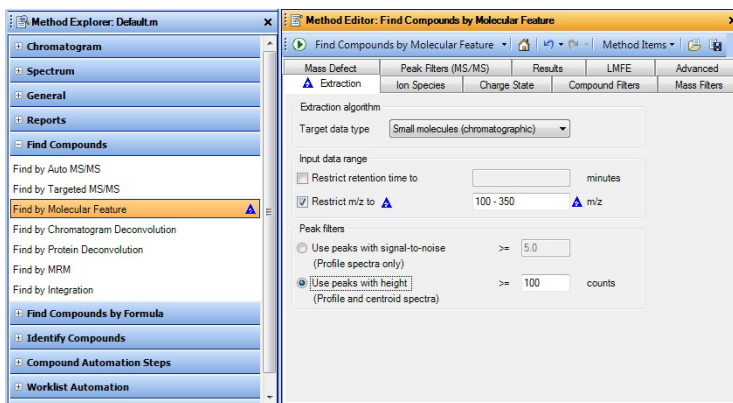 Method Explorer: Default.m
Chromatogram
Spectrum
General
Reports
Find Compounds
Find by Auto MS/MS
Find by Targeted MS/MS
Find by Molecular Feature
Find by Chromatogram Deconvolution
Find by Protein Deconvolution
Find by MRM
Find by Integration
Find Compounds by Formula
Identify Compounds
Compound Automation Steps
Worklist Automation
Method Editor: Find Compounds by Molecular Feature
Find Compounds by Molecular Feature Method Items
Mass Defect Peak Filters (MS/MS) Results LMFE Advanced
Extraction Ion Species Charge State Compound Filters Mass Filters
Extraction algorithm
Target data type Small molecules (chromatographic)
Input data range
Restrict retention time to minutes
Restrict m/z to 100 - 350 m/z
Peak filters
Use peaks with signal-to-noise >= 5.0
(Profile spectra only)
Use peaks with height >= 100 counts
(Profile and centroid spectra)